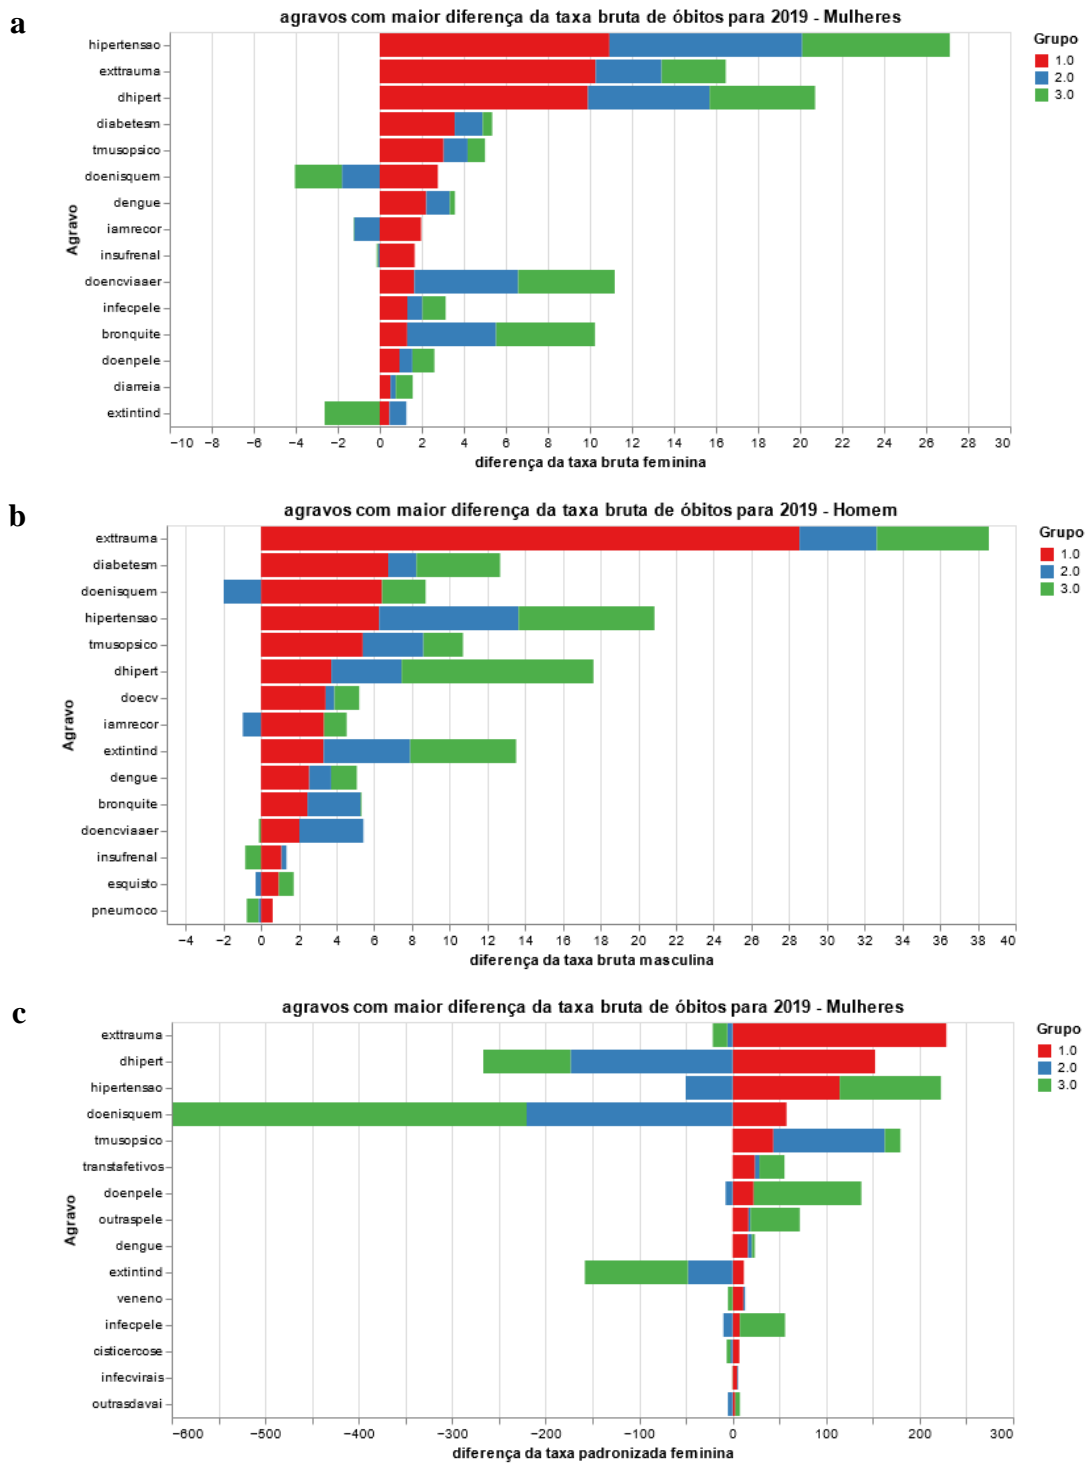 a
agravos com maior diferença da taxa bruta de óbitos para 2019 - Mulheres
Grupo
1.0
2.0
3.0
Agravo
hipertensao
exttrauma
dhipert
diabetesm
tmusopsico
doenisquem
dengue
iamrecor
insufrenal
doencviaaer
infecpele
bronquite
doenpele
diarreia
extintind
−10 −8 −6 −4 −2 0 2 4 6 8 10 12 14 16 18 20 22 24 26 28 30
diferença da taxa bruta feminina
b
agravos com maior diferença da taxa bruta de óbitos para 2019 - Homem
Grupo
1.0
2.0
3.0
Agravo
exttrauma
diabetesm
doenisquem
hipertensao
tmusopsico
dhipert
doecv
iamrecor
extintind
dengue
bronquite
doencviaaer
insufrenal
esquisto
pneumoco
−4 −2 0 2 4 6 8 10 12 14 16 18 20 22 24 26 28 30 32 34 36 38 40
diferença da taxa bruta masculina
c
agravos com maior diferença da taxa bruta de óbitos para 2019 - Mulheres
Grupo
1.0
2.0
3.0
Agravo
exttrauma
dhipert
hipertensao
doenisquem
tmusopsico
transtafetivos
doenpele
outraspele
dengue
extintind
veneno
infecpele
cisticercose
infecvirais
outrasdavai
−600 −500 −400 −300 −200 −100 0 100 200 300
diferença da taxa padronizada feminina